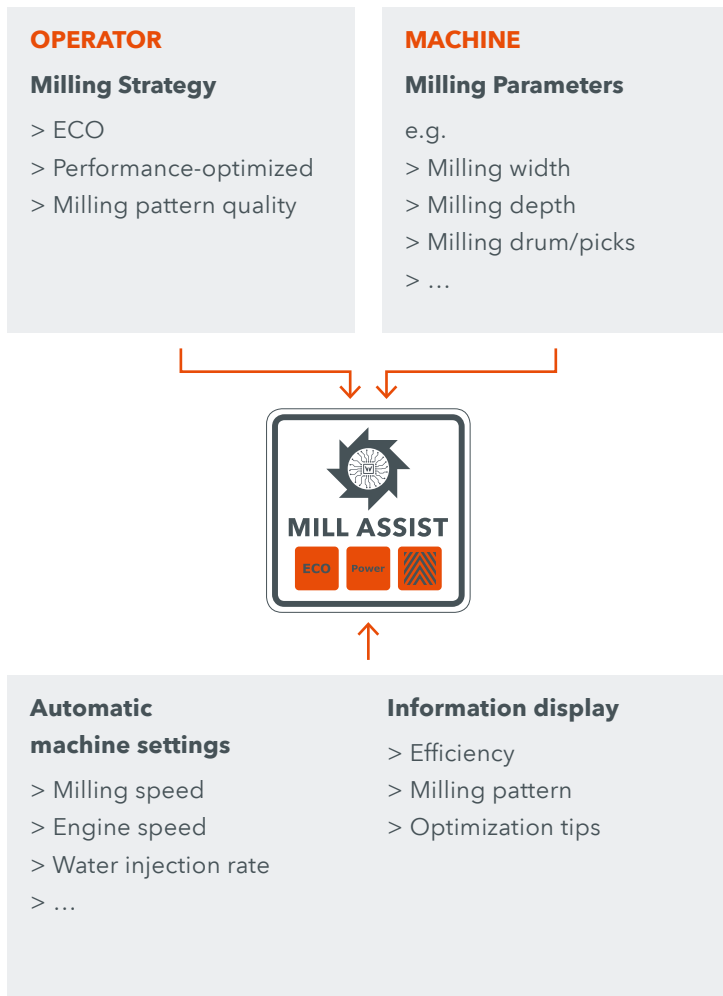 OPERATOR
Milling Strategy
> ECO
> Performance-optimized
> Milling pattern quality
MACHINE
Milling Parameters
e.g.
> Milling width
> Milling depth
> Milling drum/picks
> …
W
MILL ASSIST
ECO
Power
Automatic
machine settings
> Milling speed
> Engine speed
> Water injection rate
> …
Information display
> Efficiency
> Milling pattern
> Optimization tips